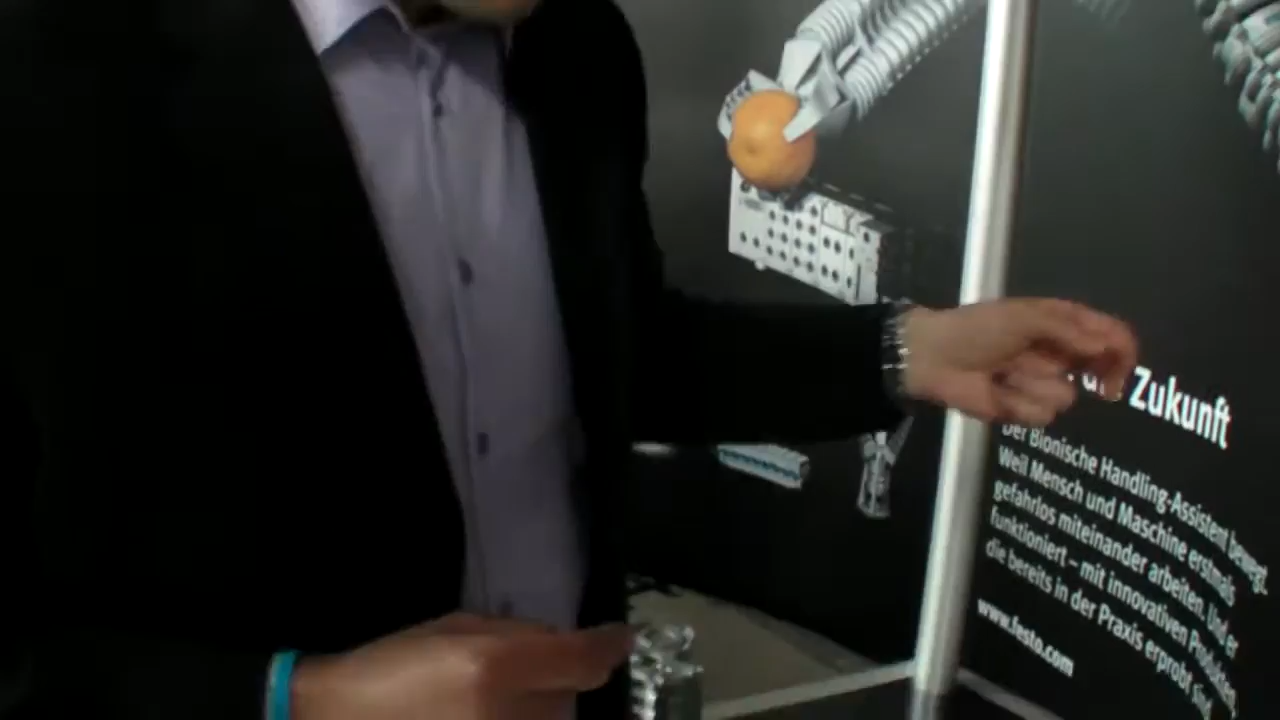 Zukunft
Der Bionische Handling-Assistent bewegt.
Weil Mensch und Maschine erstmals
gefahrlos miteinander arbeiten. Und er
funktioniert – mit innovativen Produkten,
die bereits in der Praxis erprobt sind.
www.festo.com